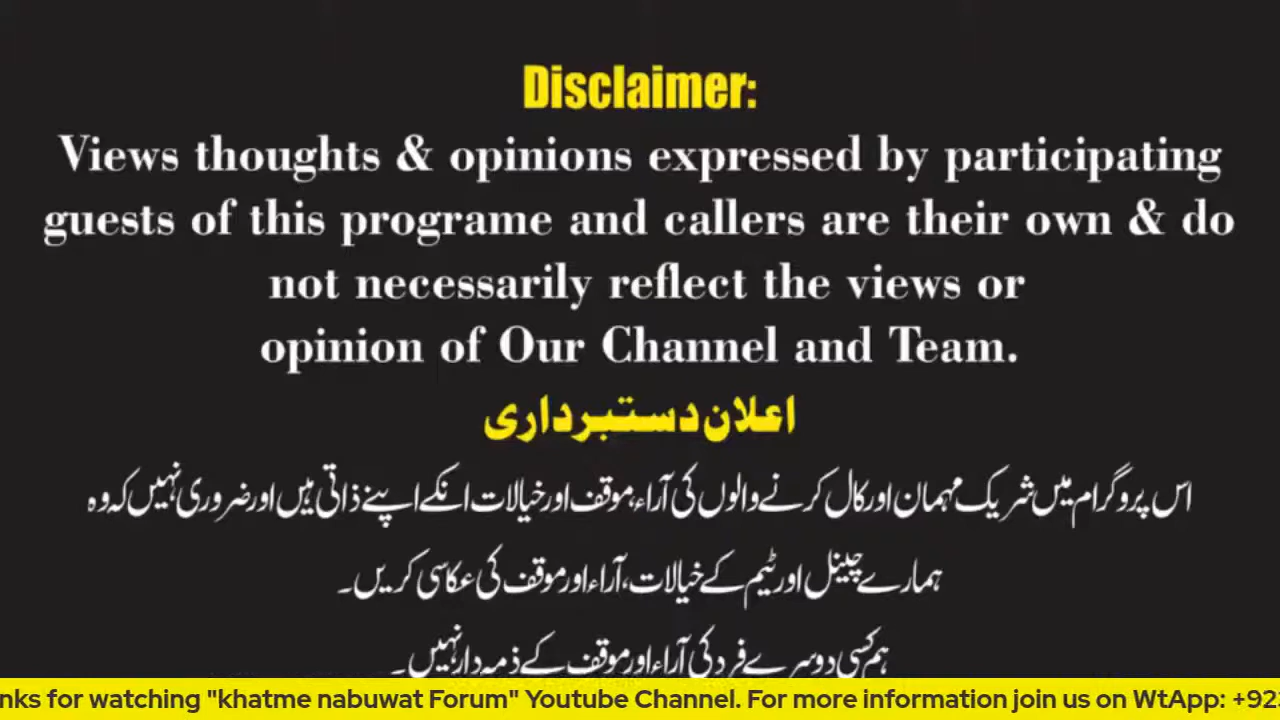 Disclaimer:
Views thoughts & opinions expressed by participating
guests of this programe and callers are their own & do
not necessarily reflect the views or
opinion of Our Channel and Team.
اعلان دستبرداری
اس پروگرام میں شریک مہمان اور کال کرنے والوں کی آراء، موقف اور خیالات انکے اپنے ذاتی ہیں اور ضروری نہیں کہ وہ
ہمارے چینل اور ٹیم کے خیالات، آراء اور موقف کی عکاسی کریں۔
ہم کسی دوسرے فرد کی آراء اور موقف کے ذمہ دار نہیں۔
nks for watching "khatme nabuwat Forum" Youtube Channel. For more information join us on WtApp: +92